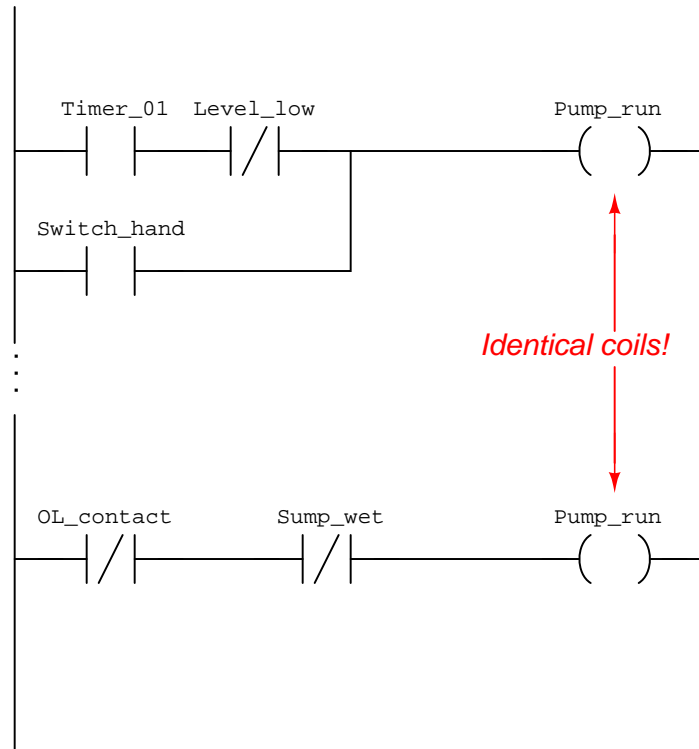 Timer_01 Level_low Pump_run
Switch_hand
Identical coils!
OL_contact Sump_wet Pump_run